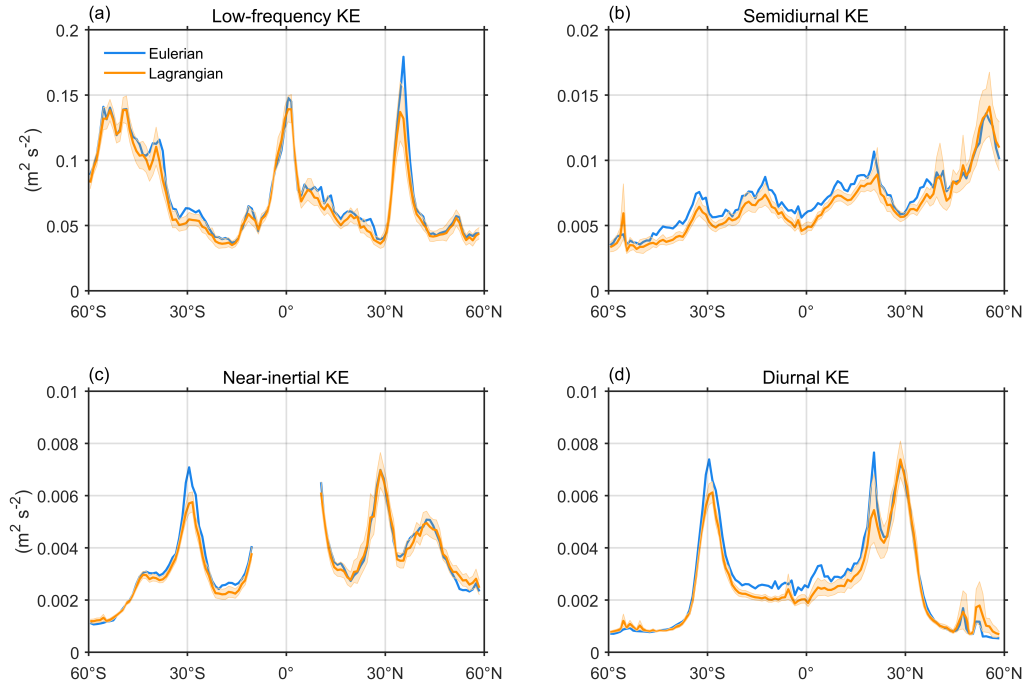 (a) Low-frequency KE
Eulerian
Lagrangian
0.2
0.15
0.1
0.05
0
(m² s⁻²)
60°S 30°S 0° 30°N 60°N
(b) Semidiurnal KE
0.02
0.015
0.01
0.005
0
60°S 30°S 0° 30°N 60°N
(c) Near-inertial KE
0.01
0.008
0.006
0.004
0.002
0
(m² s⁻²)
60°S 30°S 0° 30°N 60°N
(d) Diurnal KE
0.01
0.008
0.006
0.004
0.002
0
60°S 30°S 0° 30°N 60°N